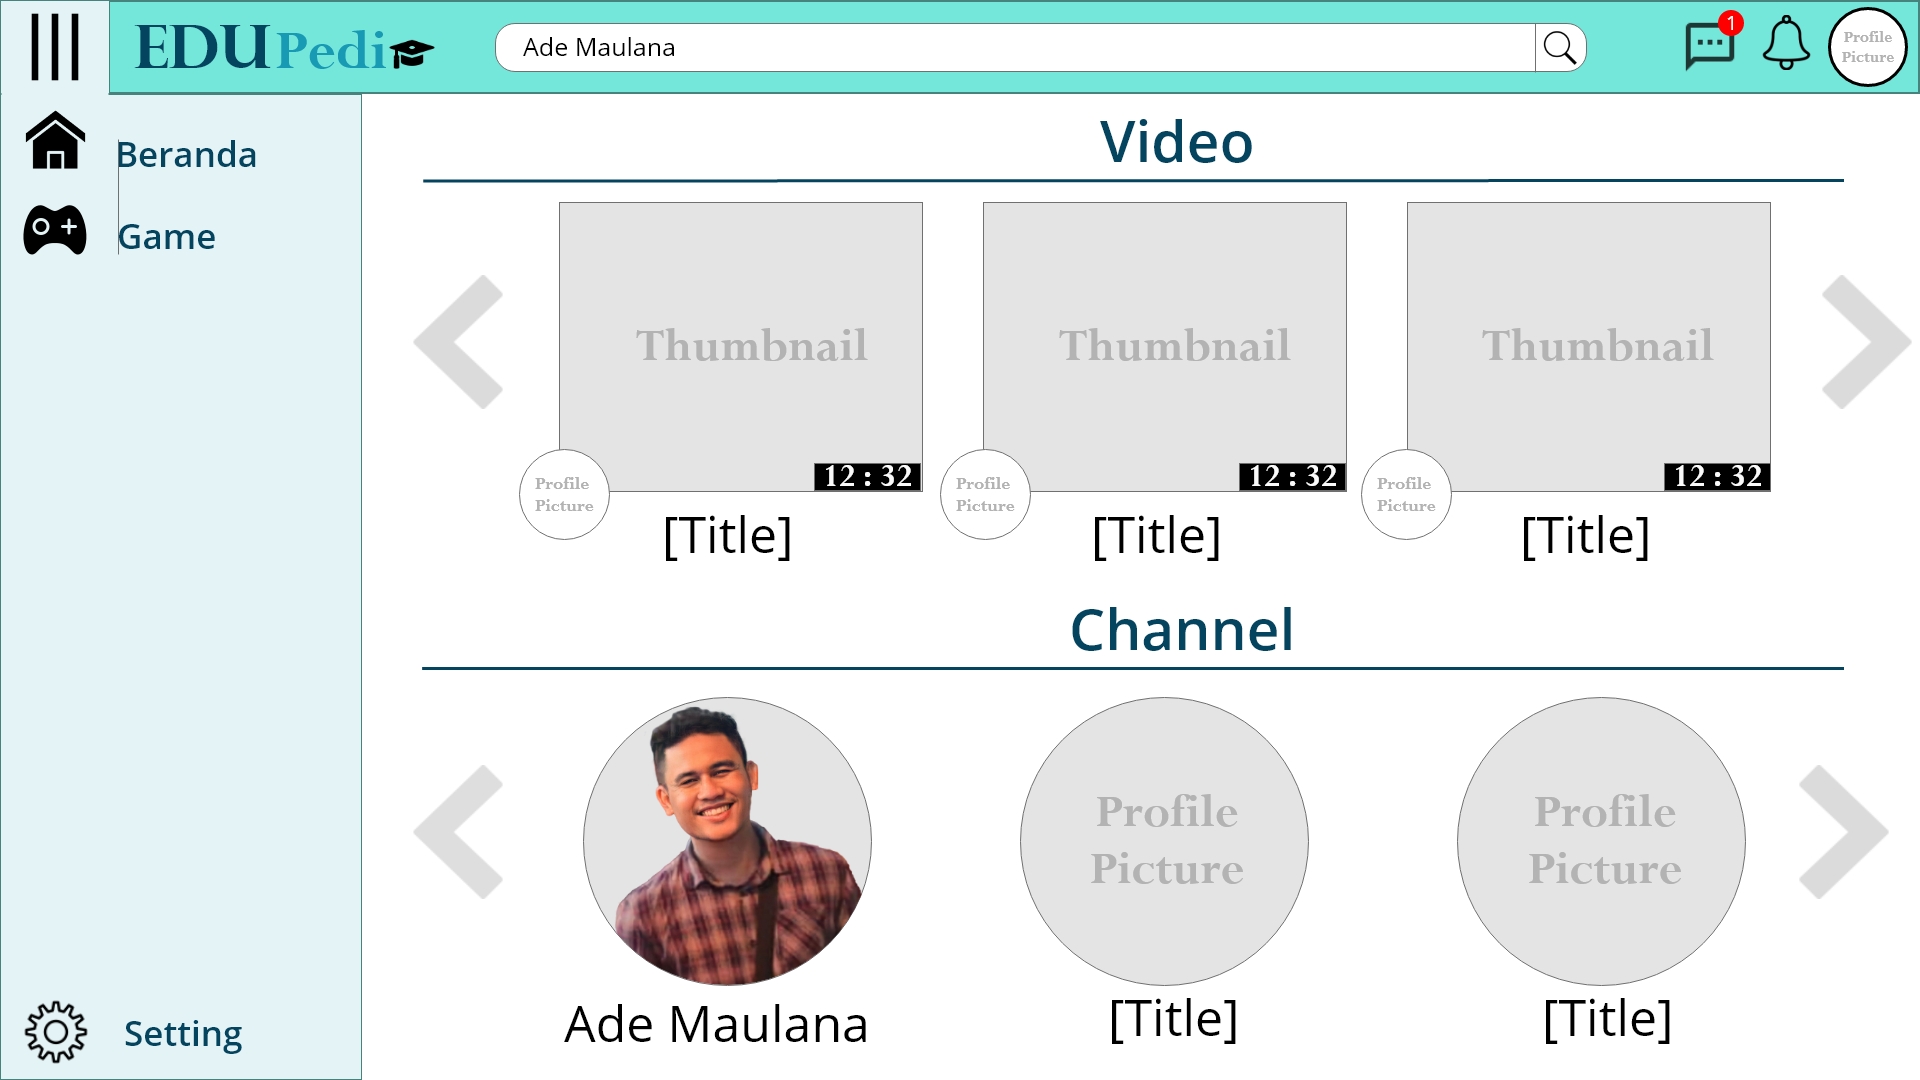 EDUPedi
Ade Maulana
1
Profile
Picture
Beranda
Game
Video
Thumbnail
Thumbnail
Thumbnail
12 : 32
12 : 32
12 : 32
Profile
Picture
Profile
Picture
Profile
Picture
[Title]
[Title]
[Title]
Channel
Profile
Picture
Profile
Picture
Ade Maulana
[Title]
[Title]
Setting